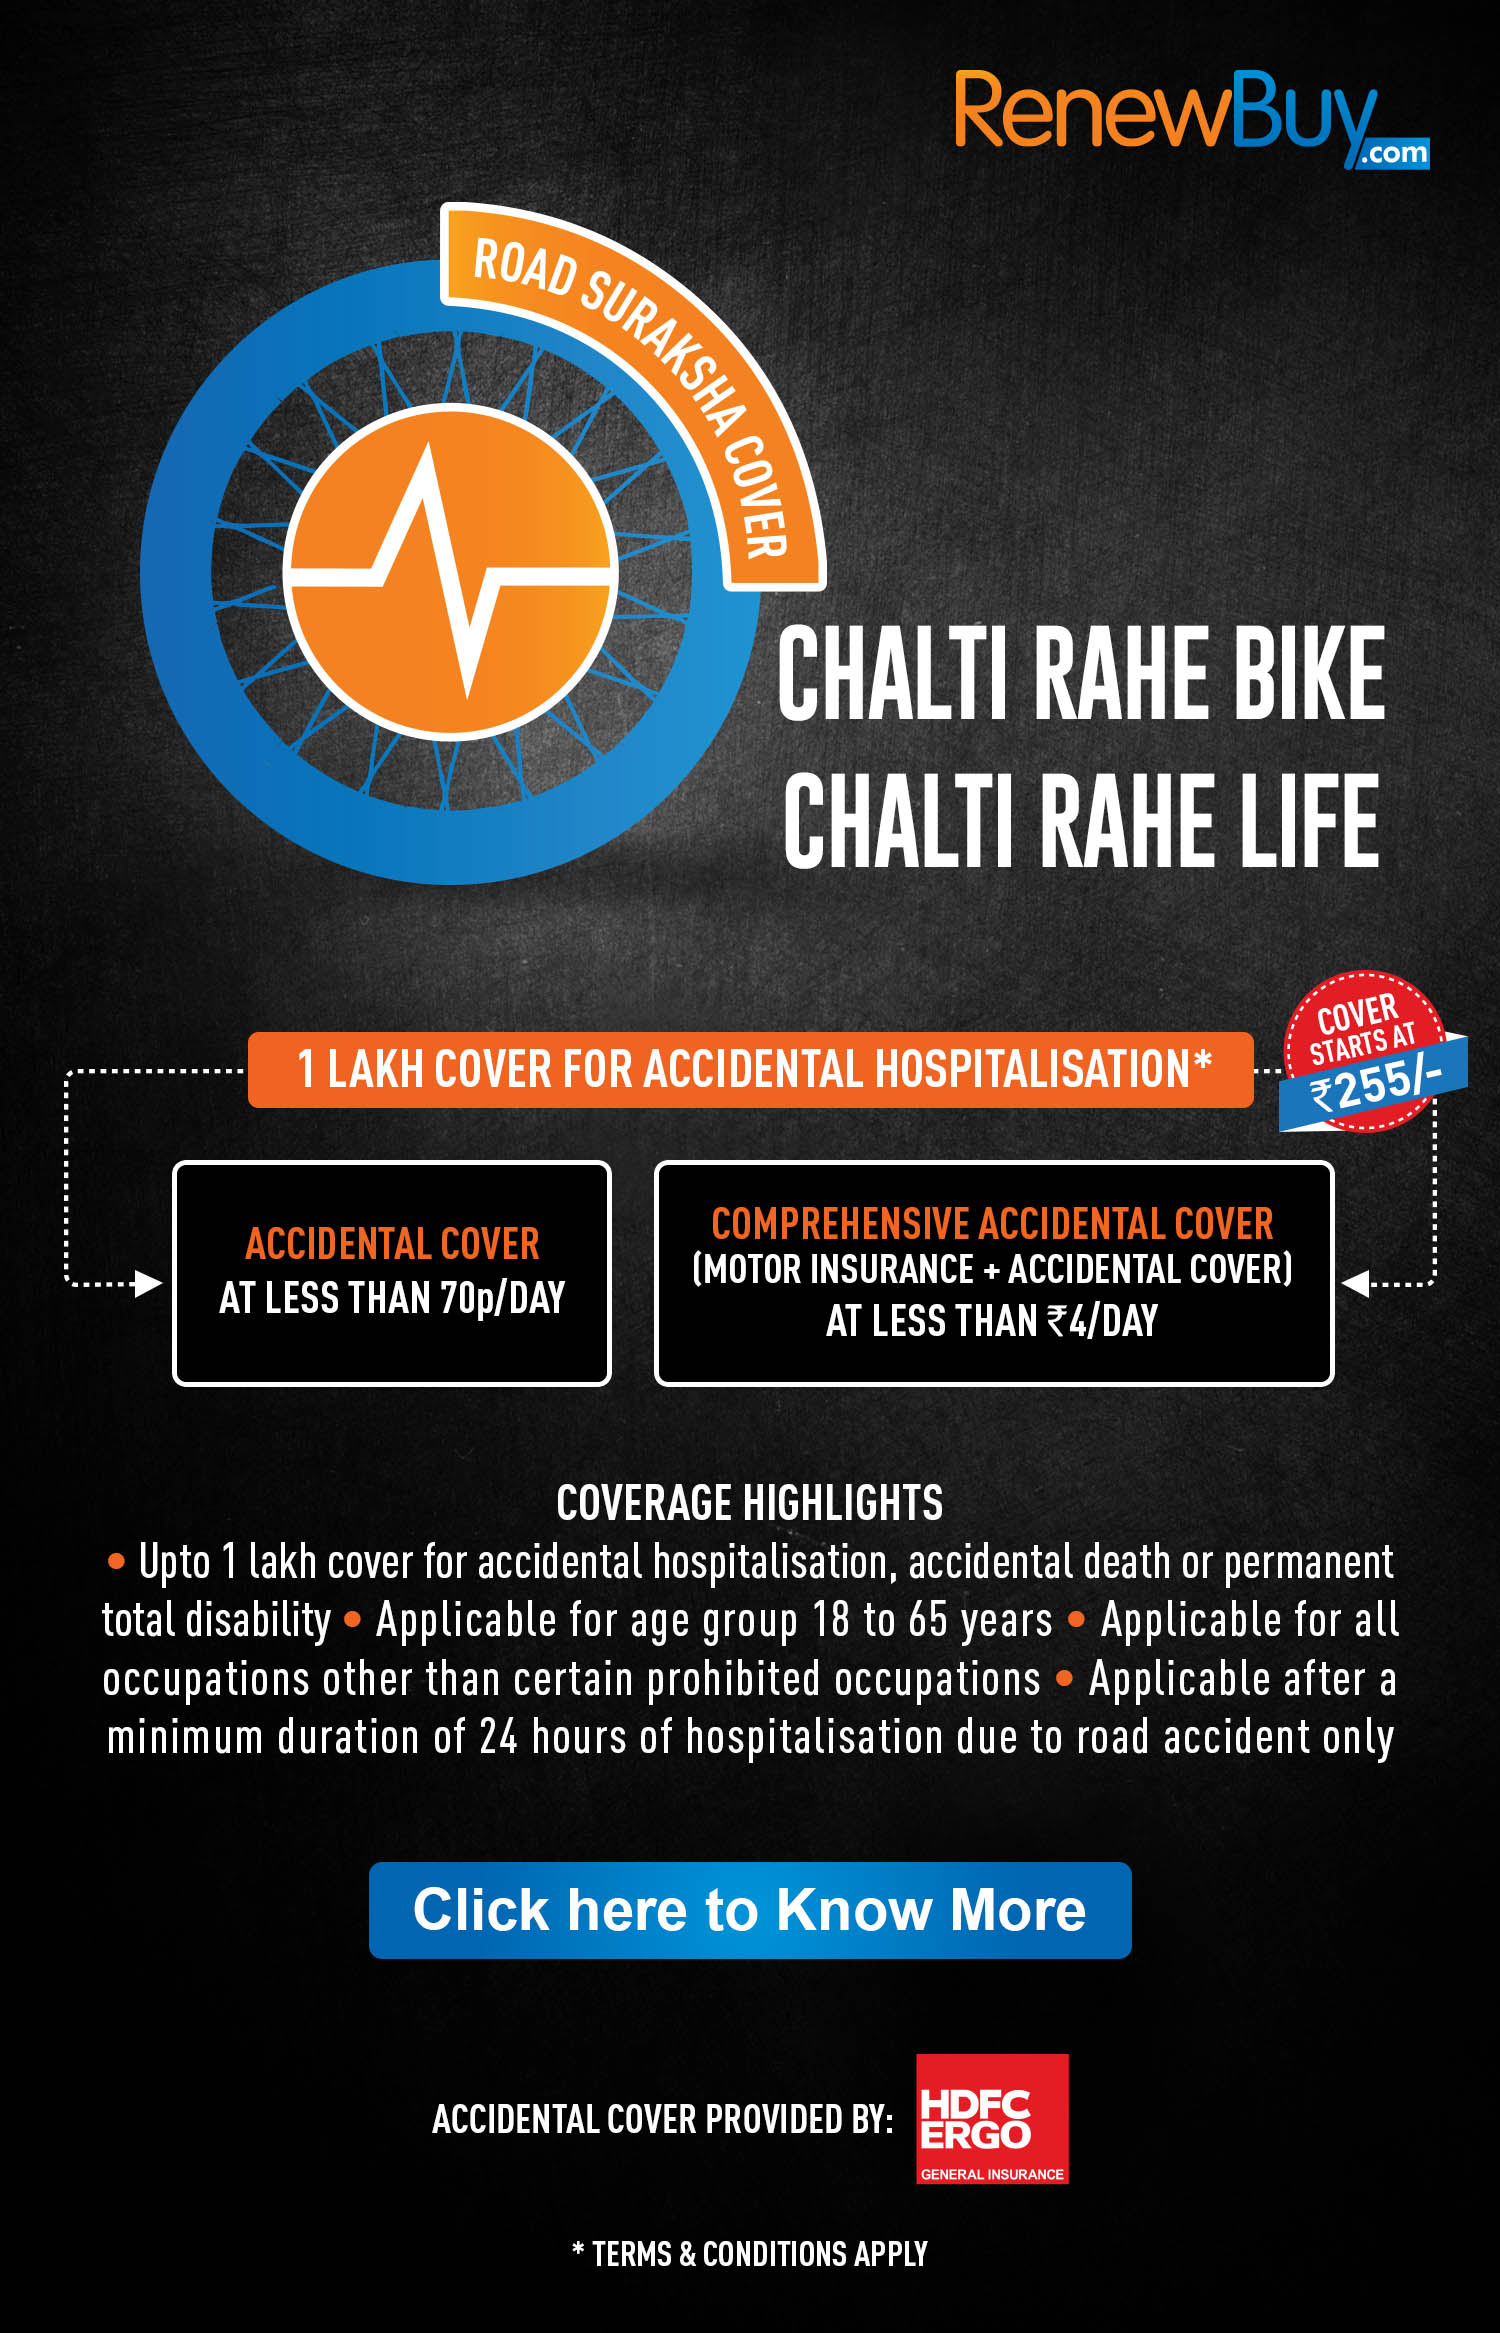 RenewBuy
.com
ROAD SURAKSHA COVER
CHALTI RAHE BIKE
CHALTI RAHE LIFE
COVER
STARTS AT
₹255/-
1 LAKH COVER FOR ACCIDENTAL HOSPITALISATION*
ACCIDENTAL COVER
AT LESS THAN 70p/DAY
COMPREHENSIVE ACCIDENTAL COVER
(MOTOR INSURANCE + ACCIDENTAL COVER)
AT LESS THAN ₹4/DAY
COVERAGE HIGHLIGHTS
• Upto 1 lakh cover for accidental hospitalisation, accidental death or permanent
total disability • Applicable for age group 18 to 65 years • Applicable for all
occupations other than certain prohibited occupations • Applicable after a
minimum duration of 24 hours of hospitalisation due to road accident only
Click here to Know More
ACCIDENTAL COVER PROVIDED BY:
HDFC
ERGO
GENERAL INSURANCE
* TERMS & CONDITIONS APPLY